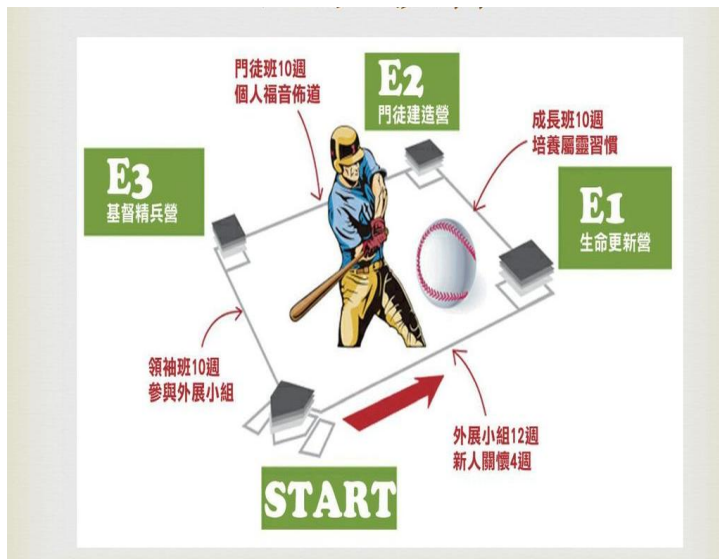 門徒班10週
個人福音佈道
E2
門徒建造營
成長班10週
培養屬靈習慣
E3
基督精兵營
E1
生命更新營
領袖班10週
參與外展小組
外展小組12週
新人關懷4週
START